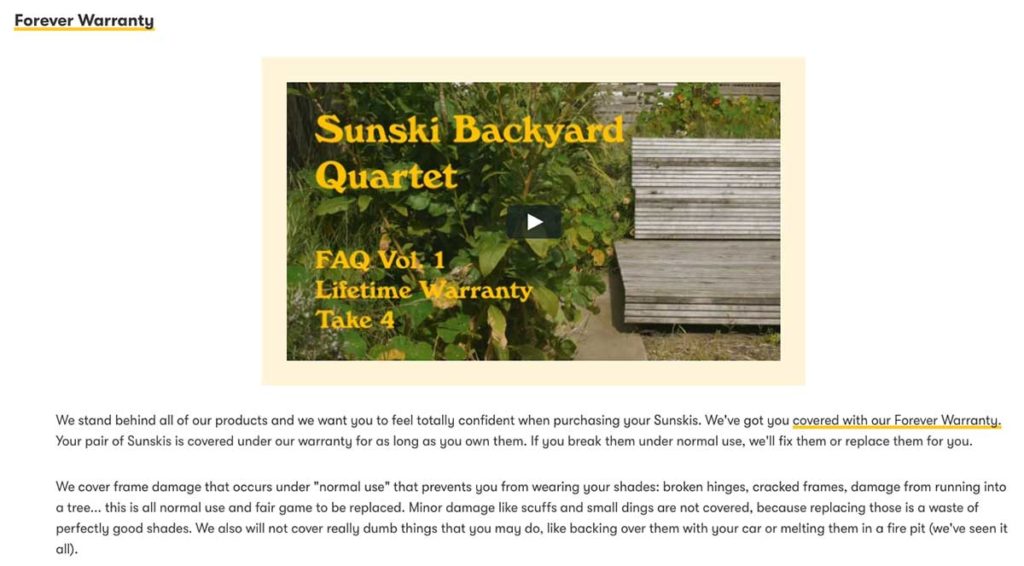 Forever Warranty
Sunski Backyard
Quartet
FAQ Vol. 1
Lifetime Warranty
Take 4
We stand behind all of our products and we want you to feel totally confident when purchasing your Sunskis. We've got you covered with our Forever Warranty.
Your pair of Sunskis is covered under our warranty for as long as you own them. If you break them under normal use, we'll fix them or replace them for you.
We cover frame damage that occurs under "normal use" that prevents you from wearing your shades: broken hinges, cracked frames, damage from running into
a tree... this is all normal use and fair game to be replaced. Minor damage like scuffs and small dings are not covered, because replacing those is a waste of
perfectly good shades. We also will not cover really dumb things that you may do, like backing over them with your car or melting them in a fire pit (we've seen it
all).